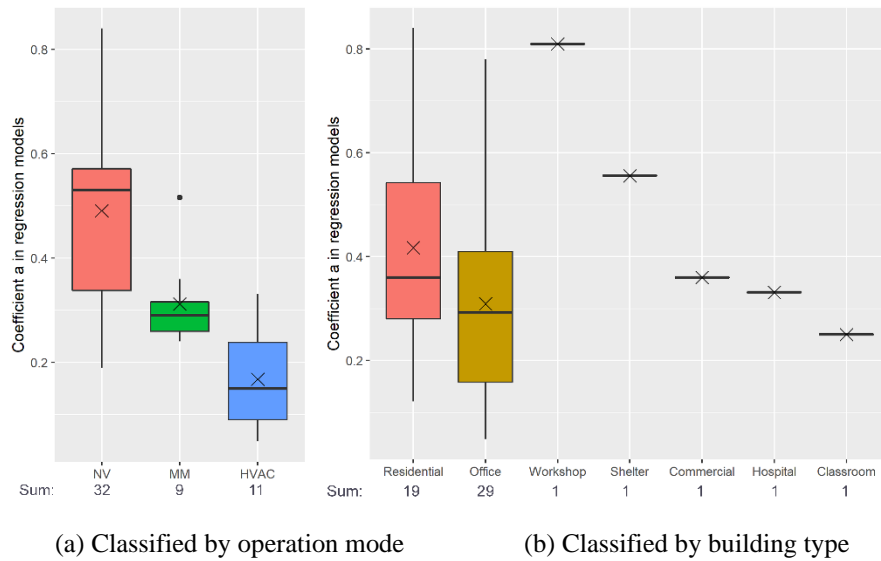 Coefficient a in regression models
0.8
0.6
0.4
0.2
NV MM HVAC
Sum: 32 9 11
(a) Classified by operation mode
Coefficient a in regression models
0.8
0.6
0.4
0.2
Residential Office Workshop Shelter Commercial Hospital Classroom
Sum: 19 29 1 1 1 1 1
(b) Classified by building type